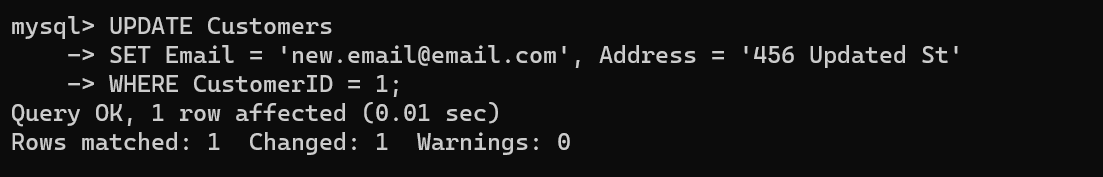 mysql> UPDATE Customers
    -> SET Email = 'new.email@email.com', Address = '456 Updated St'
    -> WHERE CustomerID = 1;
Query OK, 1 row affected (0.01 sec)
Rows matched: 1  Changed: 1  Warnings: 0